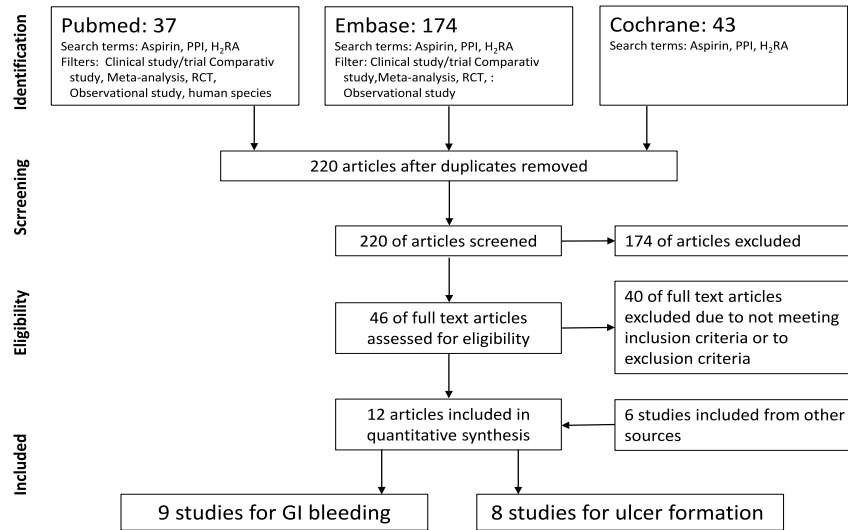 Identification
Pubmed: 37
Search terms: Aspirin, PPI, H₂RA
Filters: Clinical study/trial Comparativ
study, Meta-analysis, RCT,
Observational study, human species
Embase: 174
Search terms: Aspirin, PPI, H₂RA
Filter: Clinical study/trial Comparativ
study,Meta-analysis, RCT, :
Observational study
Cochrane: 43
Search terms: Aspirin, PPI, H₂RA
Scrreening
220 articles after duplicates removed
220 of articles screened
174 of articles excluded
Eligibility
46 of full text articles
assessed for eligibility
40 of full text articles
excluded due to not meeting
inclusion criteria or to
exclusion criteria
Included
12 articles included in
quantitative synthesis
6 studies included from other
sources
9 studies for GI bleeding
8 studies for ulcer formation